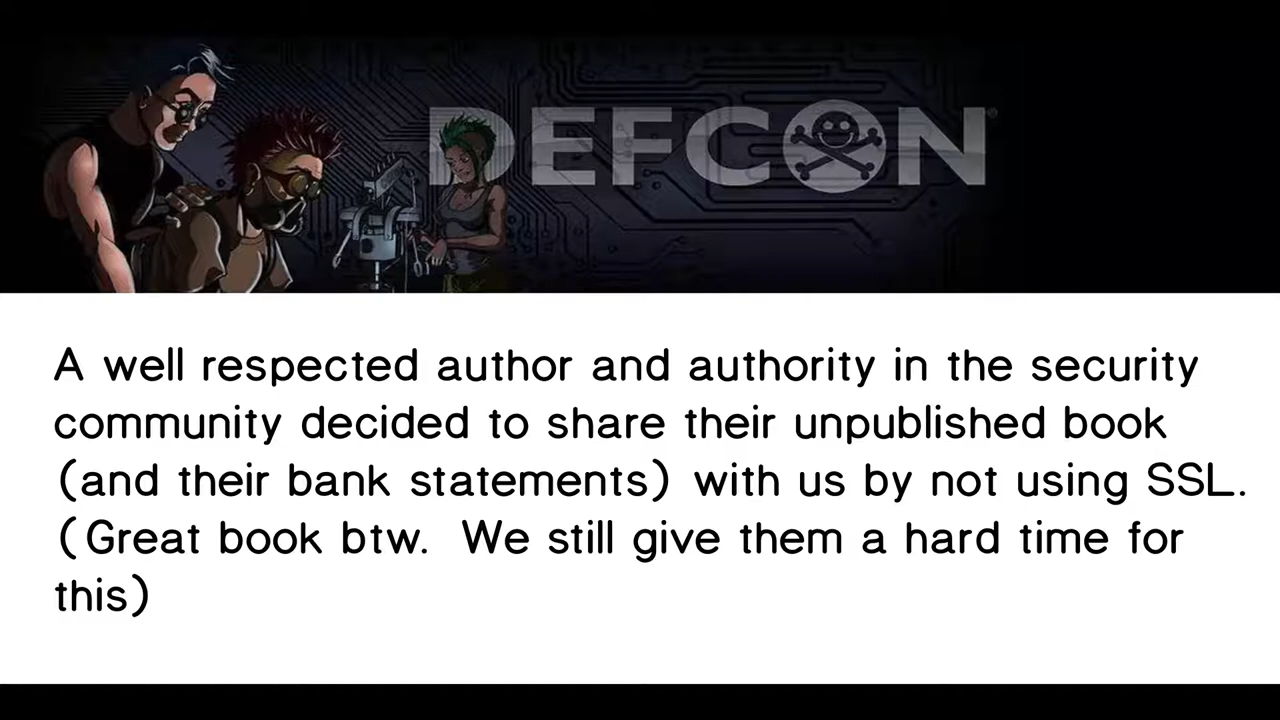 DEFCON®
A well respected author and authority in the security
community decided to share their unpublished book
(and their bank statements) with us by not using SSL.
(Great book btw.  We still give them a hard time for
this)